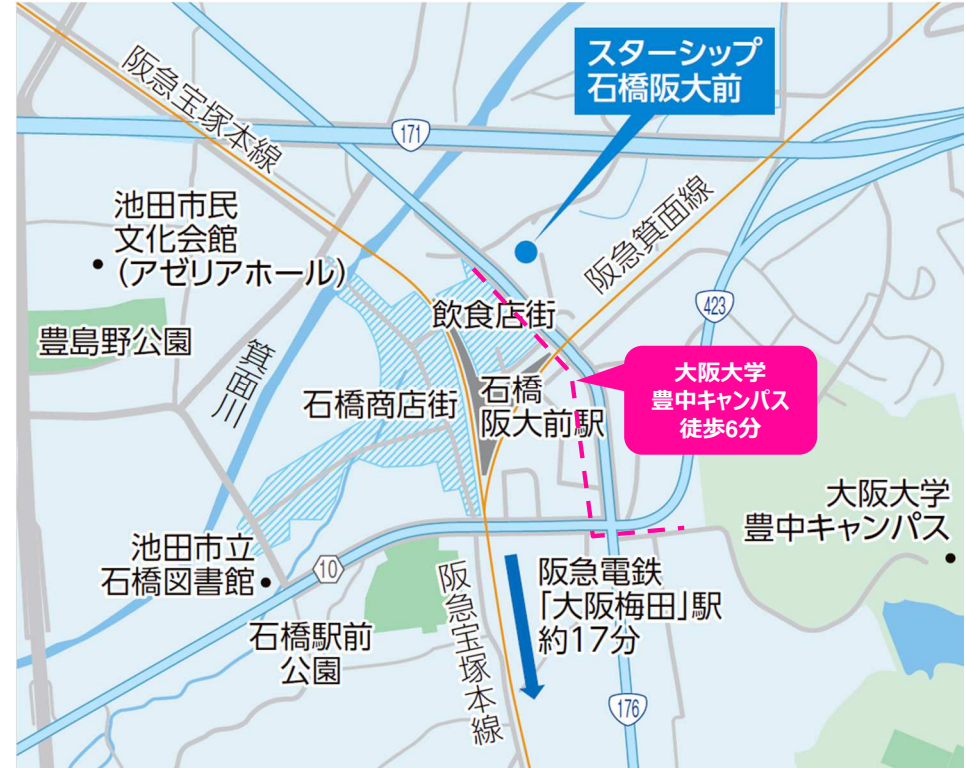 スターシップ
石橋阪大前
阪急宝塚本線
171
池田市民
文化会館
(アゼリアホール)
阪急箕面線
423
飲食店街
豊島野公園
箕面川
石橋商店街
石橋
阪大前駅
大阪大学
豊中キャンパス
徒歩6分
大阪大学
豊中キャンパス
池田市立
石橋図書館
10
阪急電鉄
「大阪梅田」駅
約17分
石橋駅前
公園
阪急宝塚本線
176